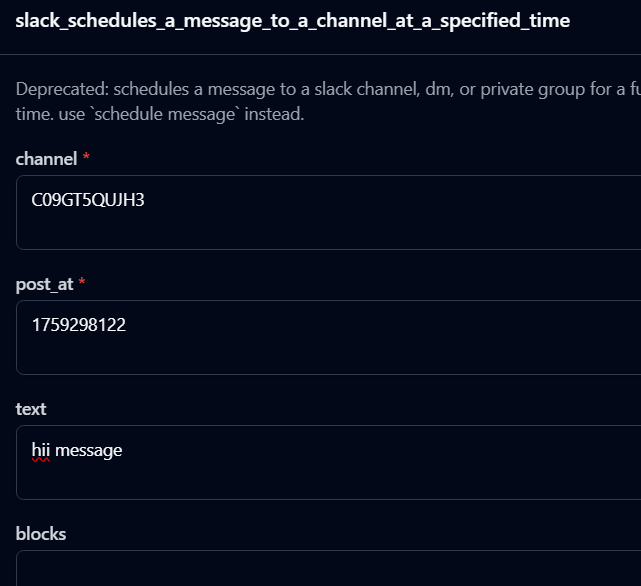 slack_schedules_a_message_to_a_channel_at_a_specified_time
Deprecated: schedules a message to a slack channel, dm, or private group for a fu
time. use `schedule message` instead.
channel *
C09GT5QUJH3
post_at *
1759298122
text
hii message
blocks